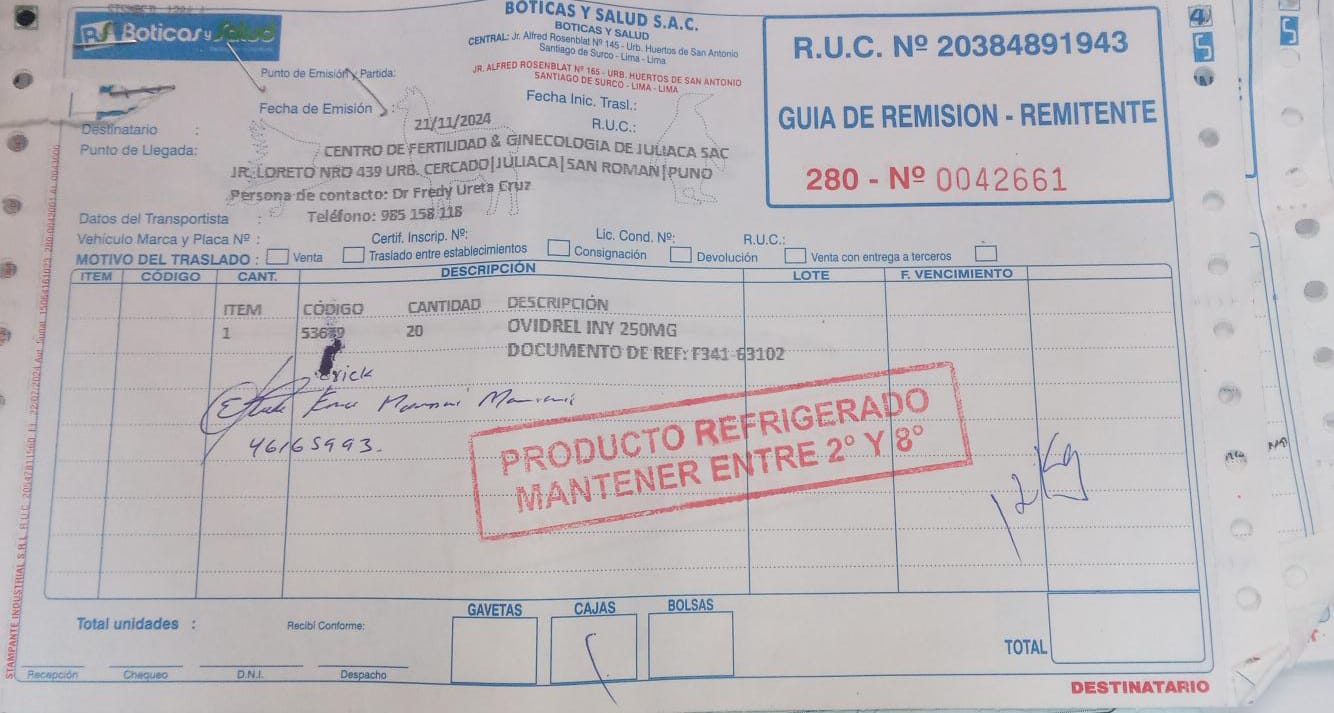 RS Boticas y Salud
BOTICAS Y SALUD S.A.C.
BOTICAS Y SALUD
CENTRAL: Jr. Alfred Rosenblat Nº 145 - Urb. Huertos de San Antonio
Santiago de Surco - Lima - Lima
JR. ALFRED ROSENBLAT Nº 165 - URB. HUERTOS DE SAN ANTONIO
SANTIAGO DE SURCO - LIMA - LIMA
R.U.C. Nº 20384891943
GUIA DE REMISION - REMITENTE
280 - Nº 0042661
Punto de Emisión y Partida:
Fecha de Emisión :
21/11/2024
Fecha Inic. Trasl.:
Destinatario :
CENTRO DE FERTILIDAD & GINECOLOGIA DE JULIACA SAC
R.U.C.:
Punto de Llegada:
JR. LORETO NRO 439 URB. CERCADO|JULIACA|SAN ROMAN|PUNO
Persona de contacto: Dr Fredy Ureta Cruz
Datos del Transportista :
Teléfono: 985 158 118
Vehículo Marca y Placa Nº :
Certif. Inscrip. Nº:
Lic. Cond. Nº:
R.U.C.:
MOTIVO DEL TRASLADO : Venta Traslado entre establecimientos Consignación Devolución Venta con entrega a terceros
ITEM CÓDIGO CANT. DESCRIPCIÓN LOTE F. VENCIMIENTO
ITEM CÓDIGO CANTIDAD DESCRIPCIÓN
1 20 OVIDREL INY 250MG
DOCUMENTO DE REF: F341-63102
46165993.
PRODUCTO REFRIGERADO
MANTENER ENTRE 2° Y 8°
Total unidades :
Recibí Conforme:
GAVETAS CAJAS BOLSAS
TOTAL
Recepción Chequeo D.N.I. Despacho
DESTINATARIO